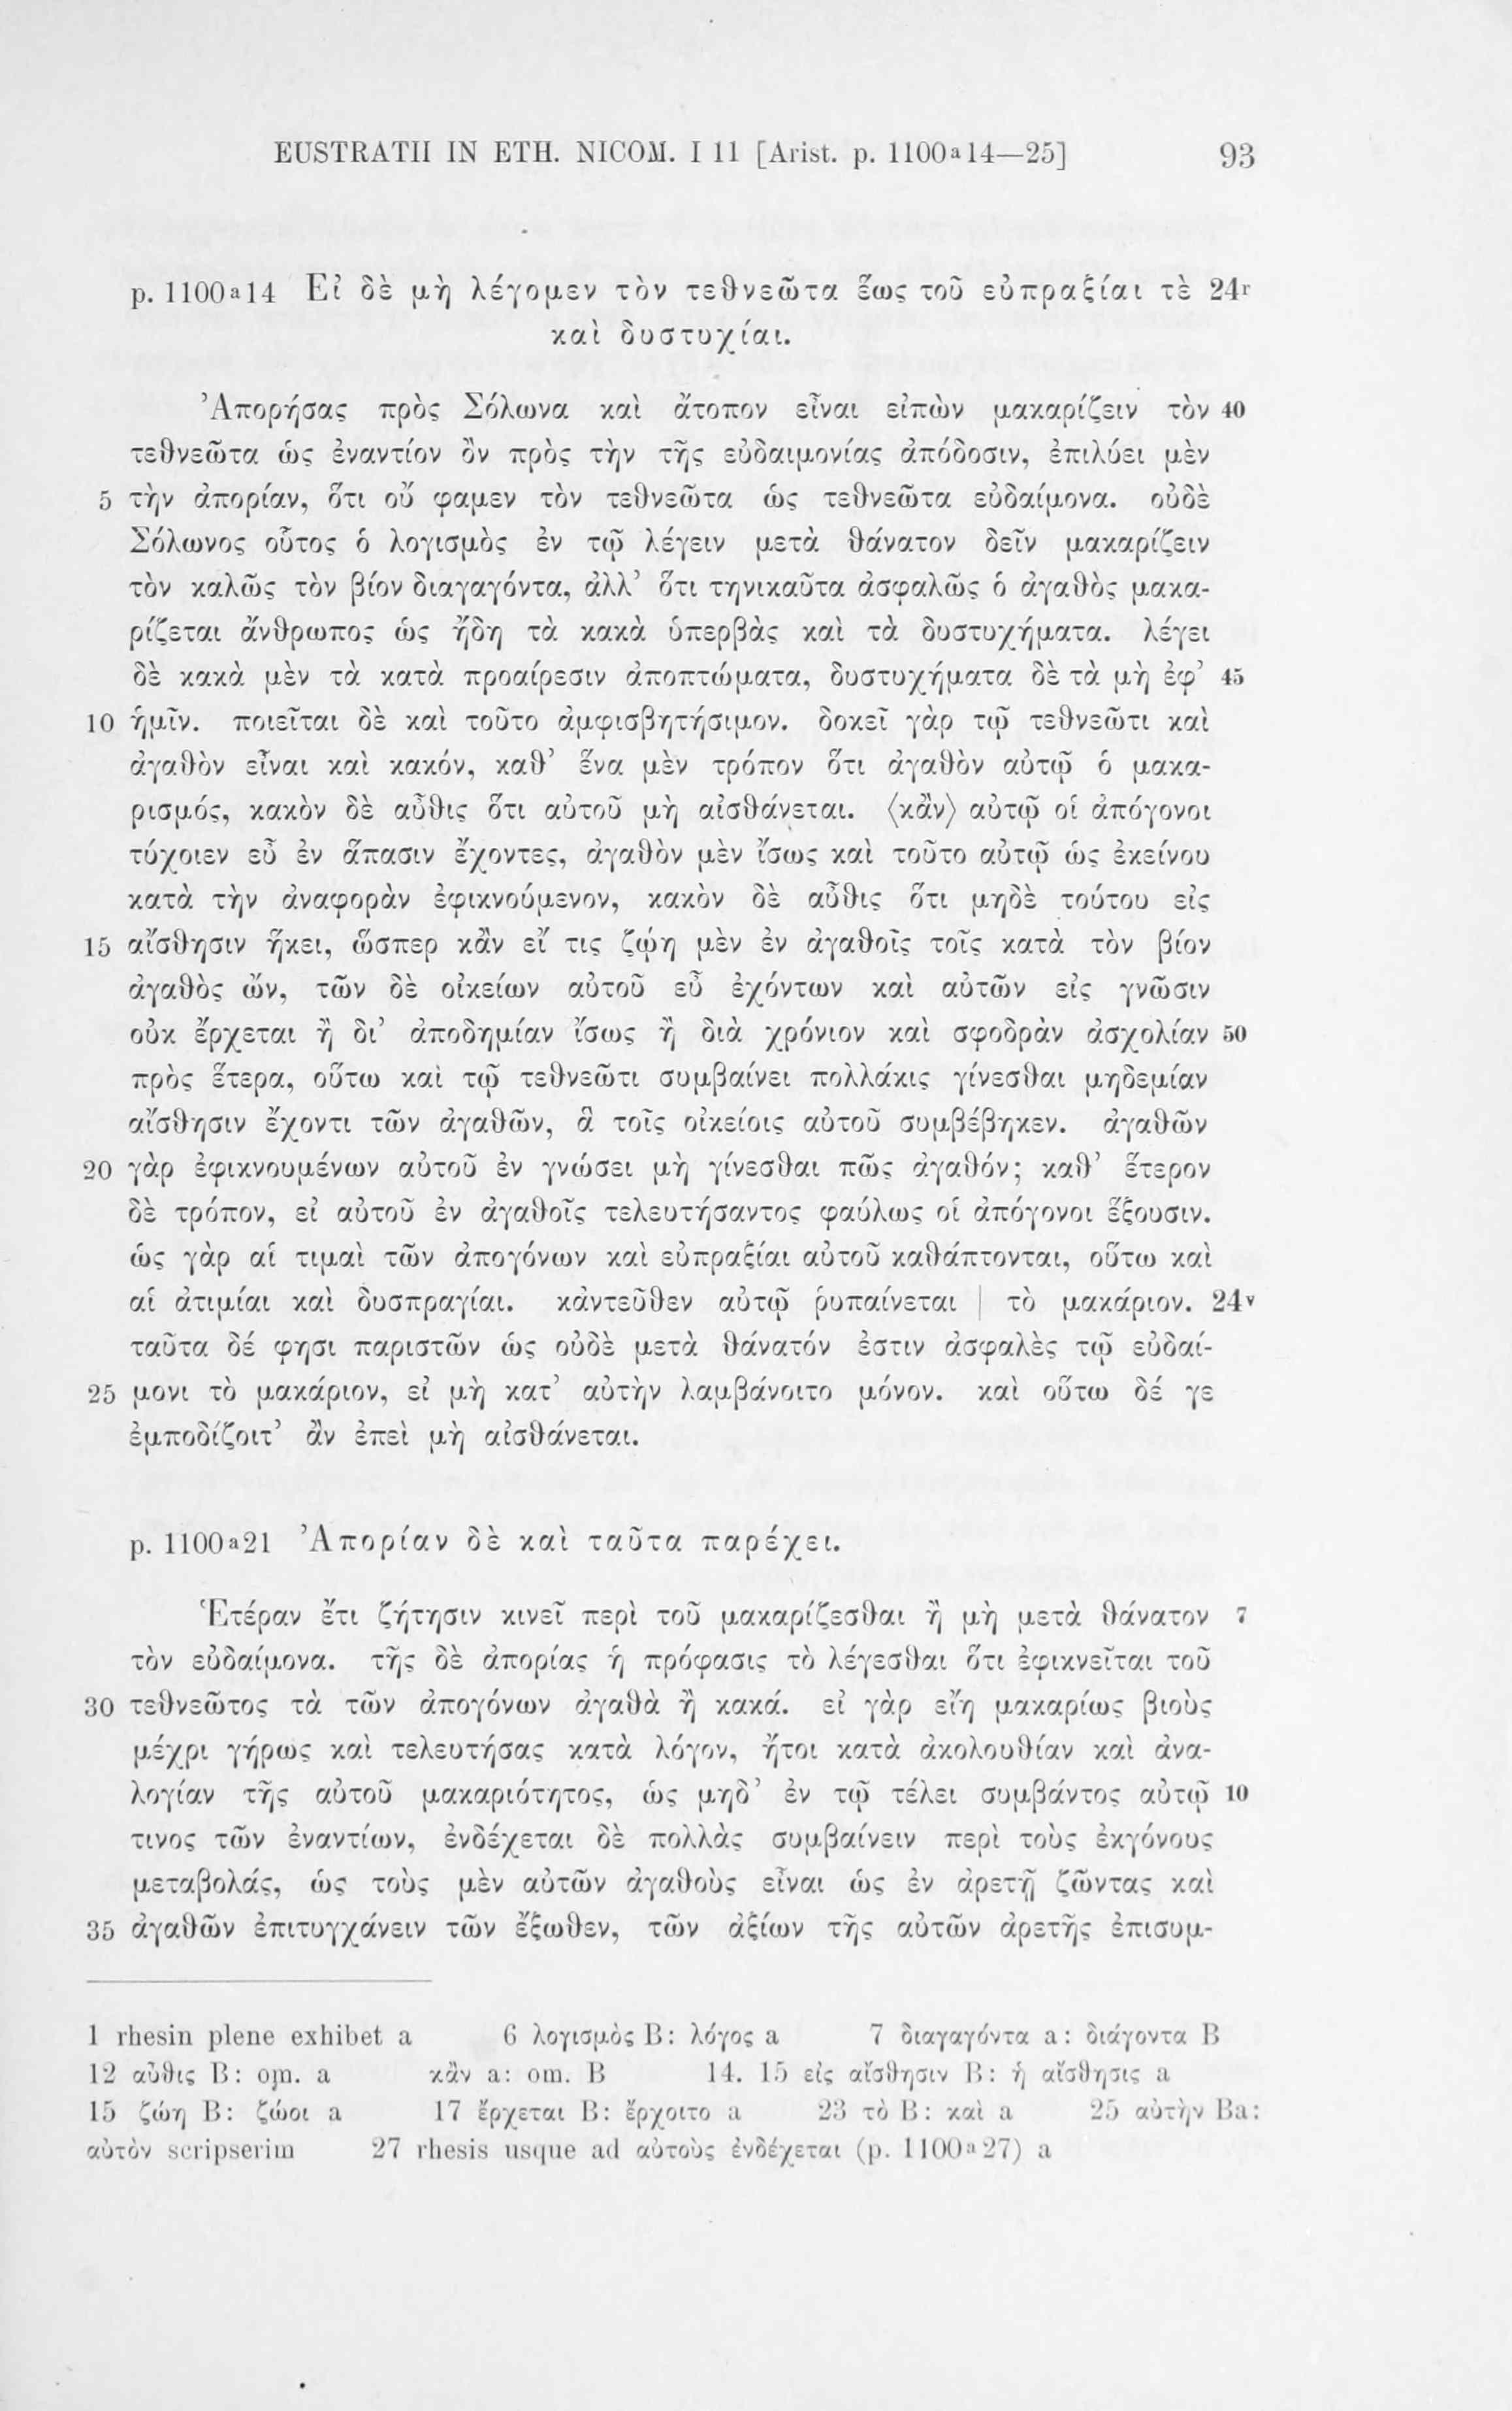 EUSTRATII IN ETH. NICOM. I 11 [Arist. p. 1100a14—25] 93
p. 1100a14 Εἰ δὲ μὴ λέγομεν τὸν τεθνεῶτα ἕως τοῦ εὐπραξίαι τὲ 24r
καὶ δυστυχίαι.
Ἀπορήσας πρὸς Σόλωνα καὶ ἄτοπον εἶναι εἰπὼν μακαρίζειν τὸν 40
τεθνεῶτα ὡς ἐναντίον ὂν πρὸς τὴν τῆς εὐδαιμονίας ἀπόδοσιν, ἐπιλύει μὲν
5 τὴν ἀπορίαν, ὅτι οὔ φαμεν τὸν τεθνεῶτα ὡς τεθνεῶτα εὐδαίμονα. οὐδὲ
Σόλωνος οὗτος ὁ λογισμὸς ἐν τῷ λέγειν μετὰ θάνατον δεῖν μακαρίζειν
τὸν καλῶς τὸν βίον διαγαγόντα, ἀλλ’ ὅτι τηνικαῦτα ἀσφαλῶς ὁ ἀγαθὸς μακα-
ρίζεται ἄνθρωπος ὡς ἤδη τὰ κακὰ ὑπερβὰς καὶ τὰ δυστυχήματα. λέγει
δὲ κακὰ μὲν τὰ κατὰ προαίρεσιν ἀποπτώματα, δυστυχήματα δὲ τὰ μὴ ἐφ’ 45
10 ἡμῖν. ποιεῖται δὲ καὶ τοῦτο ἀμφισβητήσιμον. δοκεῖ γὰρ τῷ τεθνεῶτι καὶ
ἀγαθὸν εἶναι καὶ κακόν, καθ’ ἕνα μὲν τρόπον ὅτι ἀγαθὸν αὐτῷ ὁ μακα-
ρισμός, κακὸν δὲ αὖθις ὅτι αὐτοῦ μὴ αἰσθάνεται. ⟨κἂν⟩ αὐτῷ οἱ ἀπόγονοι
τύχοιεν εὖ ἐν ἅπασιν ἔχοντες, ἀγαθὸν μὲν ἴσως καὶ τοῦτο αὐτῷ ὡς ἐκείνου
κατὰ τὴν ἀναφορὰν ἐφικνούμενον, κακὸν δὲ αὖθις ὅτι μηδὲ τούτου εἰς
15 αἴσθησιν ἥκει, ὥσπερ κἂν εἴ τις ζῴη μὲν ἐν ἀγαθοῖς τοῖς κατὰ τὸν βίον
ἀγαθὸς ὤν, τῶν δὲ οἰκείων αὐτοῦ εὖ ἐχόντων καὶ αὐτῶν εἰς γνῶσιν
οὐκ ἔρχεται ἢ δι’ ἀποδημίαν ἴσως ἢ διὰ χρόνιον καὶ σφοδρὰν ἀσχολίαν 50
πρὸς ἕτερα, οὕτω καὶ τῷ τεθνεῶτι συμβαίνει πολλάκις γίνεσθαι μηδεμίαν
αἴσθησιν ἔχοντι τῶν ἀγαθῶν, ἃ τοῖς οἰκείοις αὐτοῦ συμβέβηκεν. ἀγαθῶν
20 γὰρ ἐφικνουμένων αὐτοῦ ἐν γνώσει μὴ γίνεσθαι πῶς ἀγαθόν; καθ’ ἕτερον
δὲ τρόπον, εἰ αὐτοῦ ἐν ἀγαθοῖς τελευτήσαντος φαύλως οἱ ἀπόγονοι ἕξουσιν.
ὡς γὰρ αἱ τιμαὶ τῶν ἀπογόνων καὶ εὐπραξίαι αὐτοῦ καθάπτονται, οὕτω καὶ
αἱ ἀτιμίαι καὶ δυσπραγίαι. κἀντεῦθεν αὐτῷ ῥυπαίνεται | τὸ μακάριον. 24v
ταῦτα δέ φησι παριστῶν ὡς οὐδὲ μετὰ θάνατόν ἐστιν ἀσφαλὲς τῷ εὐδαί-
25 μονι τὸ μακάριον, εἰ μὴ κατ’ αὐτὴν λαμβάνοιτο μόνον. καὶ οὕτω δέ γε
ἐμποδίζοιτ’ ἂν ἐπεὶ μὴ αἰσθάνεται.
p. 1100a21 Ἀπορίαν δὲ καὶ ταῦτα παρέχει.
Ἑτέραν ἔτι ζήτησιν κινεῖ περὶ τοῦ μακαρίζεσθαι ἢ μὴ μετὰ θάνατον 7
τὸν εὐδαίμονα. τῆς δὲ ἀπορίας ἡ πρόφασις τὸ λέγεσθαι ὅτι ἐφικνεῖται τοῦ
30 τεθνεῶτος τὰ τῶν ἀπογόνων ἀγαθὰ ἢ κακά. εἰ γὰρ εἴη μακαρίως βιοὺς
μέχρι γήρως καὶ τελευτήσας κατὰ λόγον, ἤτοι κατὰ ἀκολουθίαν καὶ ἀνα-
λογίαν τῆς αὐτοῦ μακαριότητος, ὡς μηδ’ ἐν τῷ τέλει συμβάντος αὐτῷ 10
τινος τῶν ἐναντίων, ἐνδέχεται δὲ πολλὰς συμβαίνειν περὶ τοὺς ἐκγόνους
μεταβολάς, ὡς τοὺς μὲν αὐτῶν ἀγαθοὺς εἶναι ὡς ἐν ἀρετῇ ζῶντας καὶ
35 ἀγαθῶν ἐπιτυγχάνειν τῶν ἔξωθεν, τῶν ἀξίων τῆς αὐτῶν ἀρετῆς ἐπισυμ-
1 rhesin plene exhibet a 6 λογισμὸς B: λόγος a 7 διαγαγόντα a: διάγοντα B
12 αὖθις B: om. a κἂν a: om. B 14. 15 εἰς αἴσθησιν B: ἡ αἴσθησις a
15 ζώη B: ζώοι a 17 ἔρχεται B: ἔρχοιτο a 23 τὸ B: καὶ a 25 αὐτὴν Ba:
αὐτὸν scripserim 27 rhesis usque ad αὐτοὺς ἐνδέχεται (p. 1100a27) a